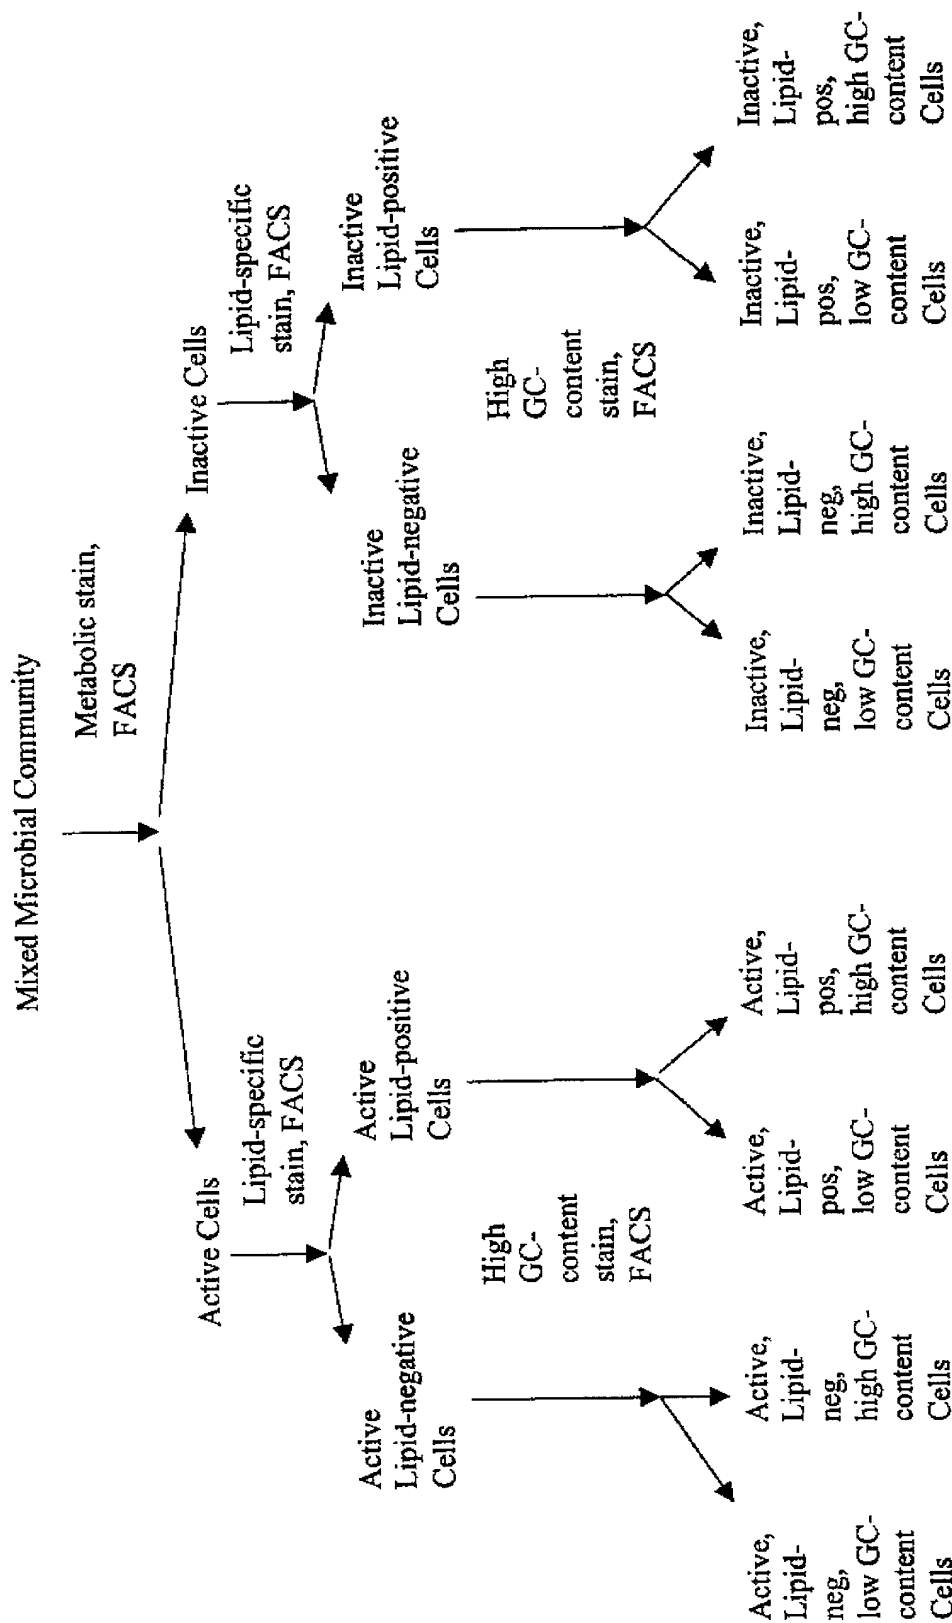 Mixed Microbial Community
Metabolic stain,
FACS
Active Cells
Inactive Cells
Lipid-specific
stain, FACS
Lipid-specific
stain, FACS
Active
Lipid-negative
Cells
Active
Lipid-positive
Cells
Inactive
Lipid-negative
Cells
Inactive
Lipid-positive
Cells
High
GC-
content
stain,
FACS
High
GC-
content
stain,
FACS
Active,
Lipid-
neg,
low GC-
content
Cells
Active,
Lipid-
neg,
high GC-
content
Cells
Active,
Lipid-
pos,
low GC-
content
Cells
Active,
Lipid-
pos,
high GC-
content
Cells
Inactive,
Lipid-
neg,
low GC-
content
Cells
Inactive,
Lipid-
neg,
high GC-
content
Cells
Inactive,
Lipid-
pos,
low GC-
content
Cells
Inactive,
Lipid-
pos,
high GC-
content
Cells